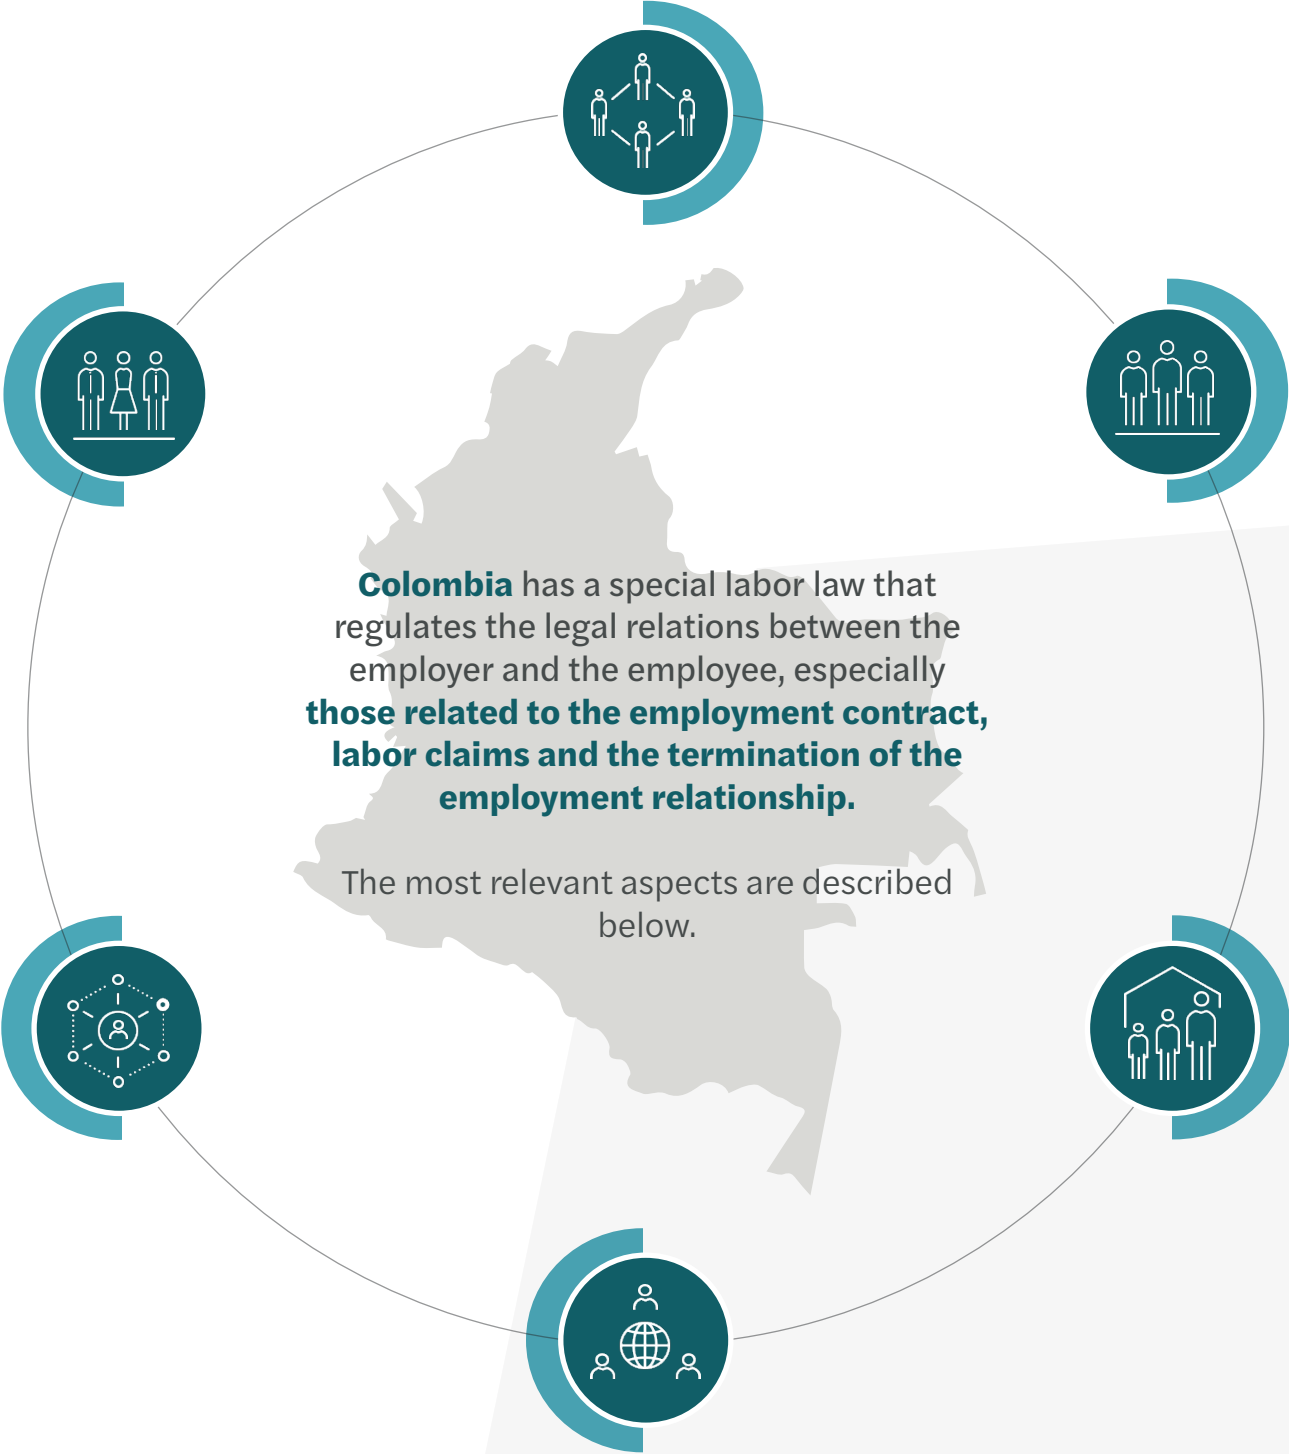 Colombia has a special labor law that
regulates the legal relations between the
employer and the employee, especially
those related to the employment contract,
labor claims and the termination of the
employment relationship.
The most relevant aspects are described
below.